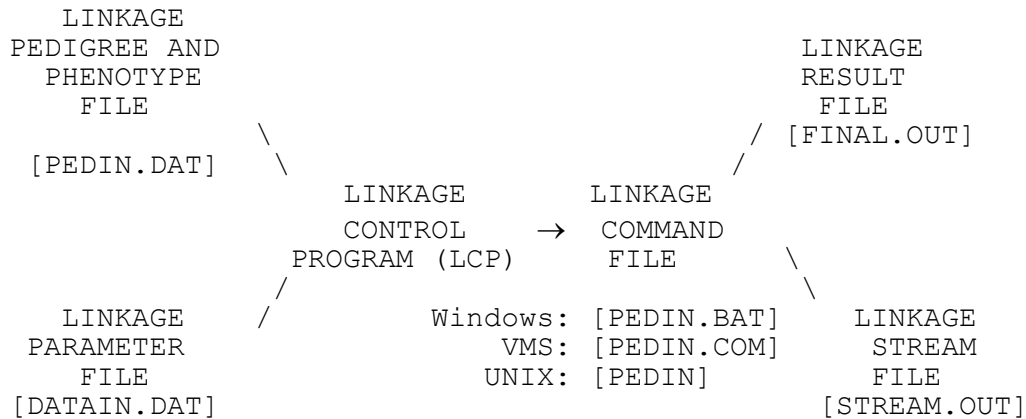 LINKAGE
PEDIGREE AND
PHENOTYPE
FILE
[PEDIN.DAT]
LINKAGE
RESULT
FILE
[FINAL.OUT]
LINKAGE
CONTROL
PROGRAM (LCP)
→
LINKAGE
COMMAND
FILE
Windows: [PEDIN.BAT]
VMS: [PEDIN.COM]
UNIX: [PEDIN]
LINKAGE
PARAMETER
FILE
[DATAIN.DAT]
LINKAGE
STREAM
FILE
[STREAM.OUT]